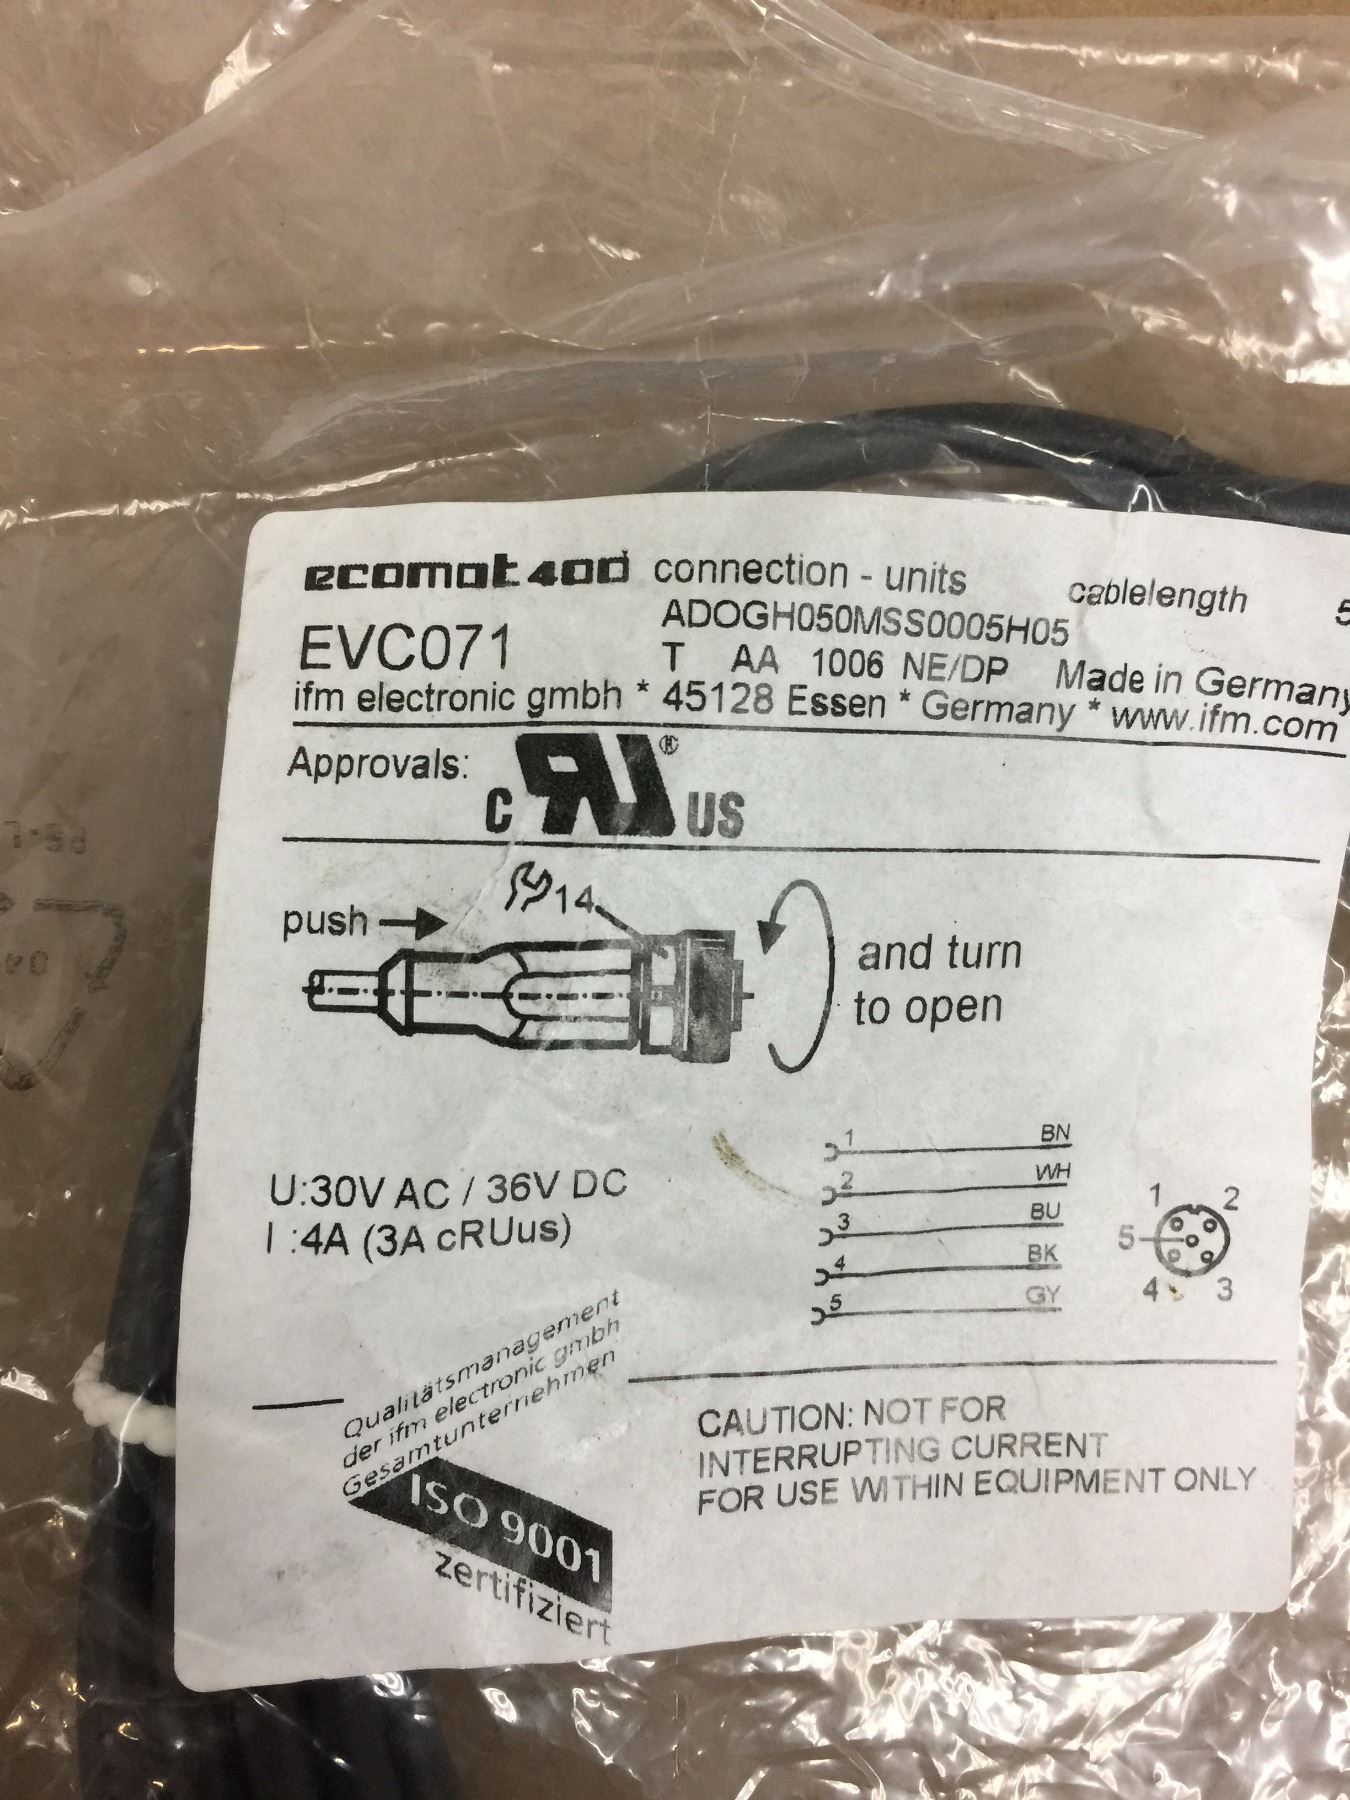 ecomat400 connection - units cablelength 5
EVC071 ADOGH050MSS0005H05
T AA 1006 NE/DP Made in Germany
ifm electronic gmbh * 45128 Essen * Germany * www.ifm.com
Approvals: C RU ® US
push 14
and turn
to open
U:30V AC / 36V DC
I :4A (3A cRUus)
1 BN
2 WH
3 BU
4 BK
5 GY
1 2
5
4 3
Qualitätsmanagement
der ifm electronic gmbh
Gesamtunternehmen
ISO 9001
zertifiziert
CAUTION: NOT FOR
INTERRUPTING CURRENT
FOR USE WITHIN EQUIPMENT ONLY